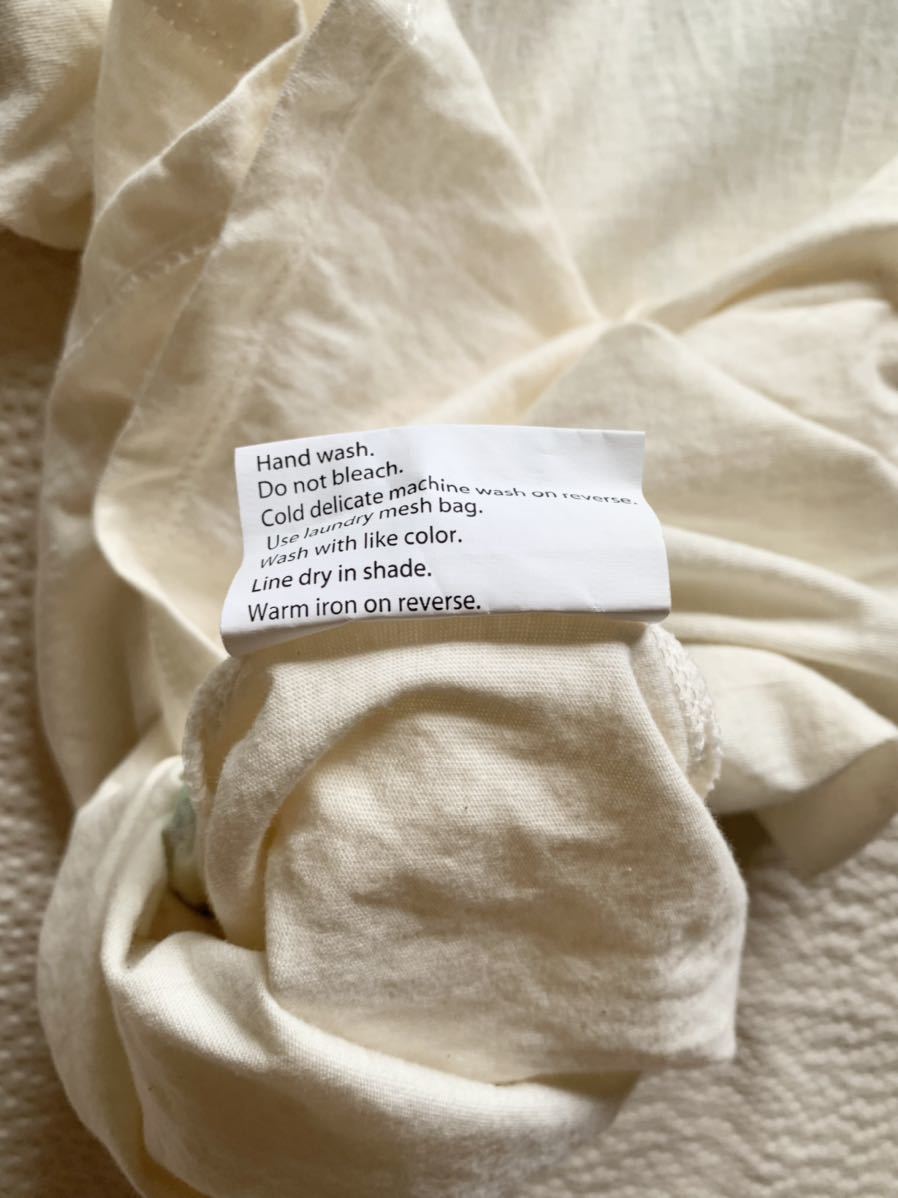 Hand wash.
Do not bleach.
Cold delicate machine wash on reverse.
Use laundry mesh bag.
Wash with like color.
Line dry in shade.
Warm iron on reverse.